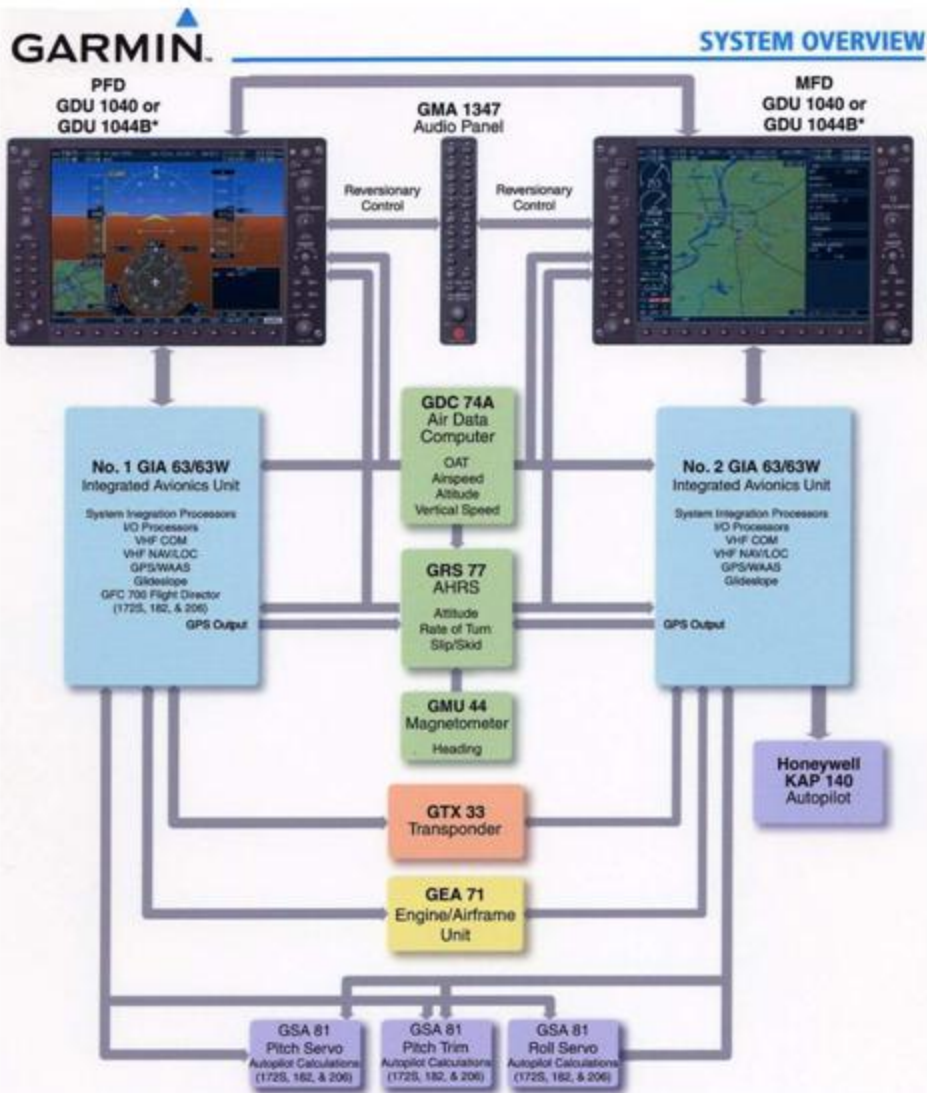 GARMIN™
SYSTEM OVERVIEW
PFD
GDU 1040 or
GDU 1044B*
GMA 1347
Audio Panel
MFD
GDU 1040 or
GDU 1044B*
Reversionary
Control
Reversionary
Control
No. 1 GIA 63/63W
Integrated Avionics Unit
System Inegration Processors
I/O Processors
VHF COM
VHF NAV/LOC
GPS/WAAS
Glideslope
GFC 700 Flight Director
(172S, 182, & 206)
GPS Output
GDC 74A
Air Data
Computer
OAT
Airspeed
Altitude
Vertical Speed
GRS 77
AHRS
Attitude
Rate of Turn
Slip/Skid
GMU 44
Magnetometer
Heading
No. 2 GIA 63/63W
Integrated Avionics Unit
System Integration Processors
I/O Processors
VHF COM
VHF NAV/LOC
GPS/WAAS
Glideslope
GPS Output
Honeywell
KAP 140
Autopilot
GTX 33
Transponder
GEA 71
Engine/Airframe
Unit
GSA 81
Pitch Servo
Autopilot Calculations
(172S, 182, & 206)
GSA 81
Pitch Trim
Autopilot Calculations
(172S, 182, & 206)
GSA 81
Roll Servo
Autopilot Calculations
(172S, 182, & 206)